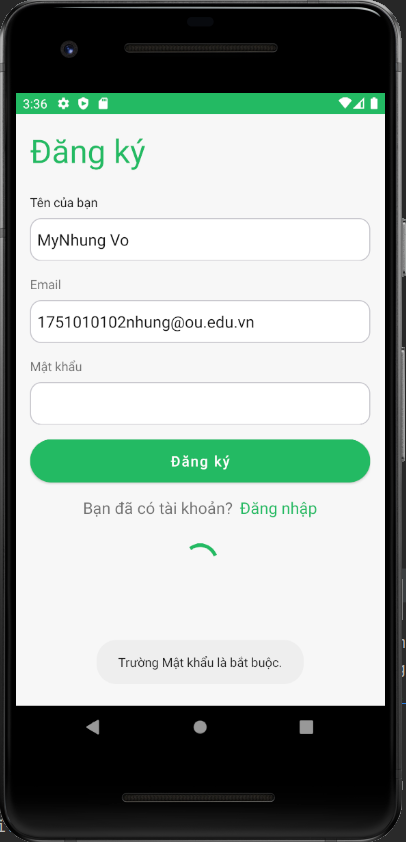 3:36
Đăng ký
Tên của bạn
MyNhung Vo
Email
1751010102nhung@ou.edu.vn
Mật khẩu
Đăng ký
Bạn đã có tài khoản? Đăng nhập
Trường Mật khẩu là bắt buộc.